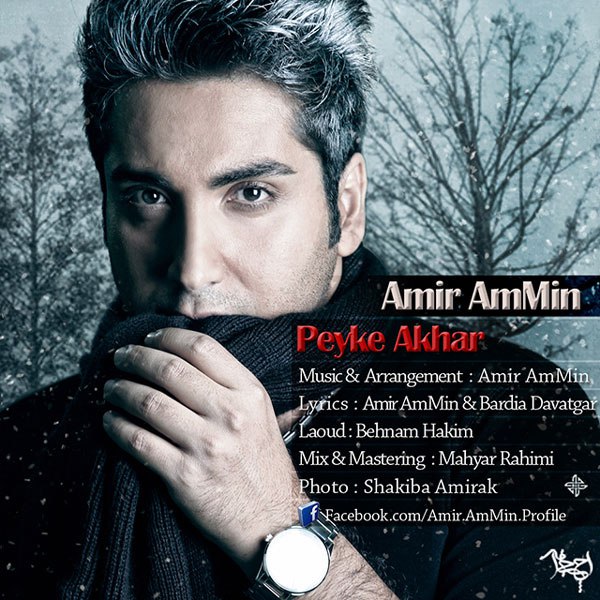 Amir AmMin
Peyke Akhar
Music & Arrangement : Amir AmMin
Lyrics : Amir AmMin & Bardia Davatgar
Laoud : Behnam Hakim
Mix & Mastering : Mahyar Rahimi
Photo : Shakiba Amirak
f Facebook.com/Amir.AmMin.Profile